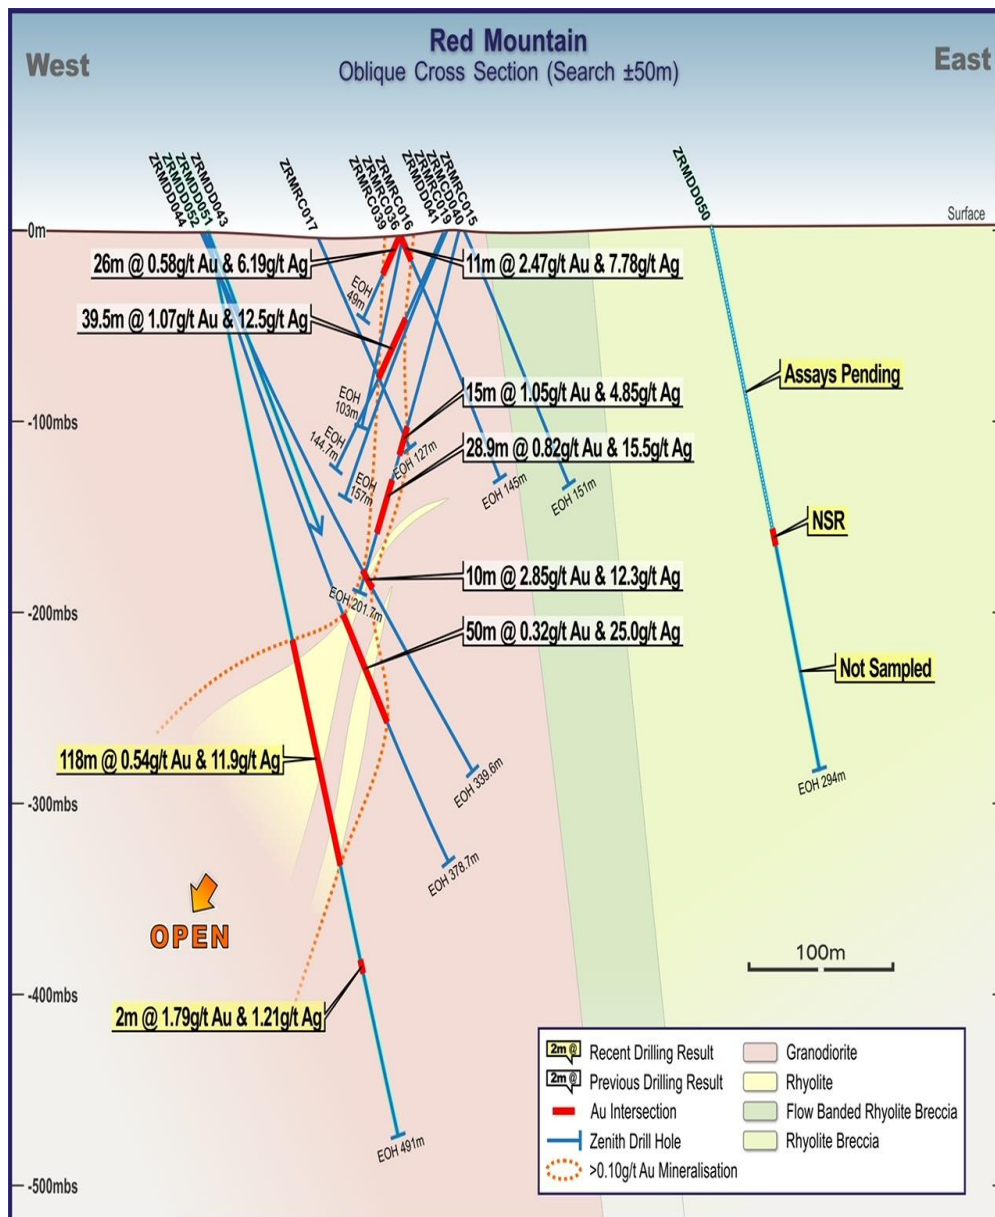 Red Mountain
Oblique Cross Section (Search ±50m)
West
East
ZRMDD044
ZRMDD052
ZRMDD051
ZRMDD043
ZRMRC017
ZRMRC039
ZRMRC036
ZRMRC016
ZRMDD041
ZRMRC019
ZRMCD040
ZRMRC015
ZRMDD050
Surface
0m
26m @ 0.58g/t Au & 6.19g/t Ag
11m @ 2.47g/t Au & 7.78g/t Ag
EOH
49m
39.5m @ 1.07g/t Au & 12.5g/t Ag
Assays Pending
15m @ 1.05g/t Au & 4.85g/t Ag
EOH
103m
-100mbs
EOH
144.7m
28.9m @ 0.82g/t Au & 15.5g/t Ag
EOH 127m
EOH
157m
EOH 145m
EOH 151m
NSR
10m @ 2.85g/t Au & 12.3g/t Ag
EOH 201.7m
-200mbs
50m @ 0.32g/t Au & 25.0g/t Ag
Not Sampled
118m @ 0.54g/t Au & 11.9g/t Ag
EOH 339.6m
EOH 294m
-300mbs
EOH 378.7m
OPEN
100m
-400mbs
2m @ 1.79g/t Au & 1.21g/t Ag
EOH 491m
-500mbs
2m @ Recent Drilling Result
2m @ Previous Drilling Result
Au Intersection
Zenith Drill Hole
>0.10g/t Au Mineralisation
Granodiorite
Rhyolite
Flow Banded Rhyolite Breccia
Rhyolite Breccia